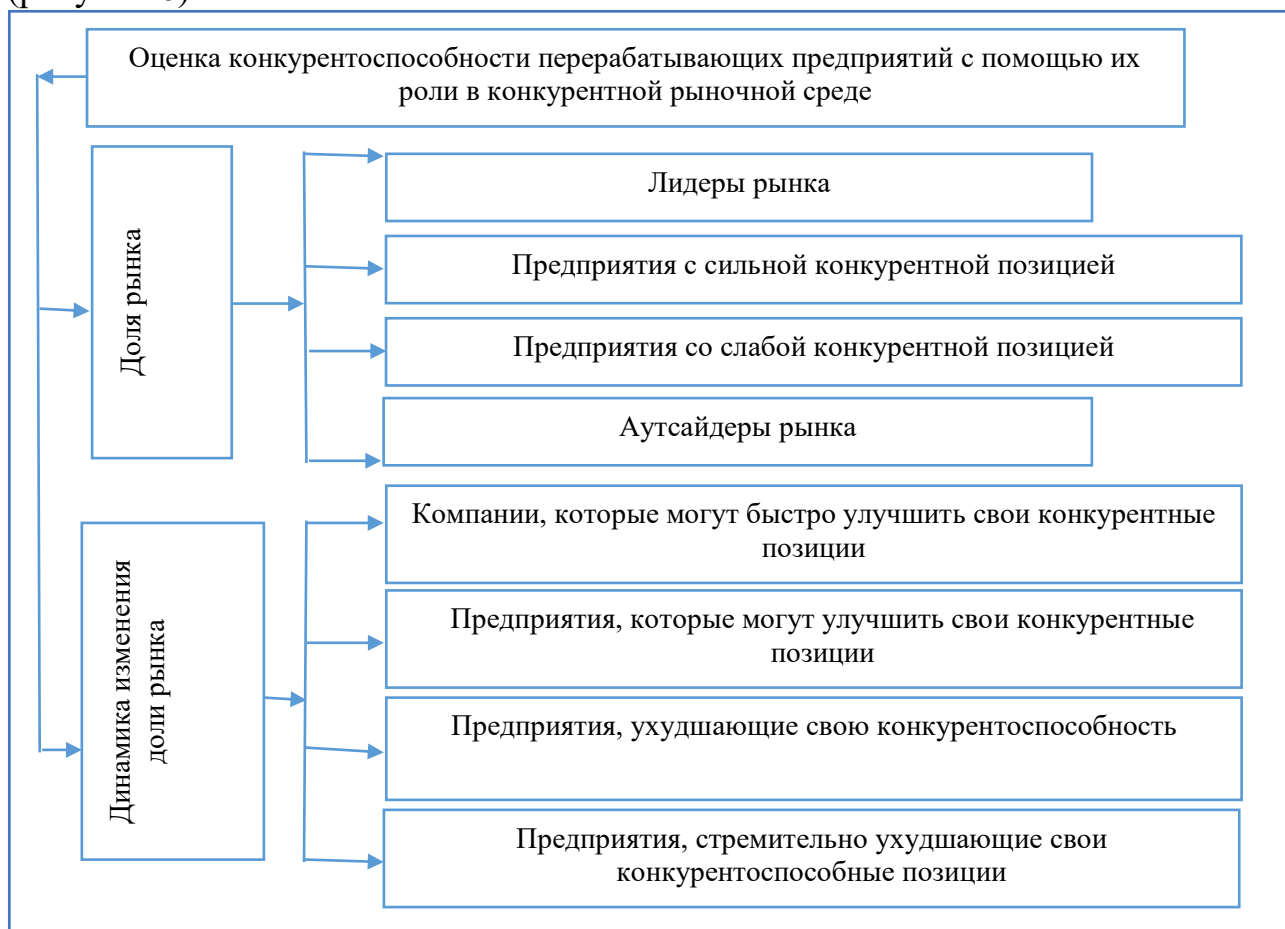 Оценка конкурентоспособности перерабатывающих предприятий с помощью их
роли в конкурентной рыночной среде
Доля рынка
Лидеры рынка
Предприятия с сильной конкурентной позицией
Предприятия со слабой конкурентной позицией
Аутсайдеры рынка
Динамика изменения
доли рынка
Компании, которые могут быстро улучшить свои конкурентные
позиции
Предприятия, которые могут улучшить свои конкурентные
позиции
Предприятия, ухудшающие свою конкурентоспособность
Предприятия, стремительно ухудшающие свои
конкурентоспособные позиции